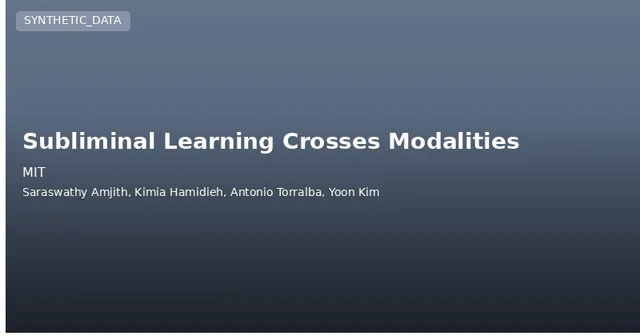 SYNTHETIC_DATA
Subliminal Learning Crosses Modalities
MIT
Saraswathy Amjith, Kimia Hamidieh, Antonio Torralba, Yoon Kim